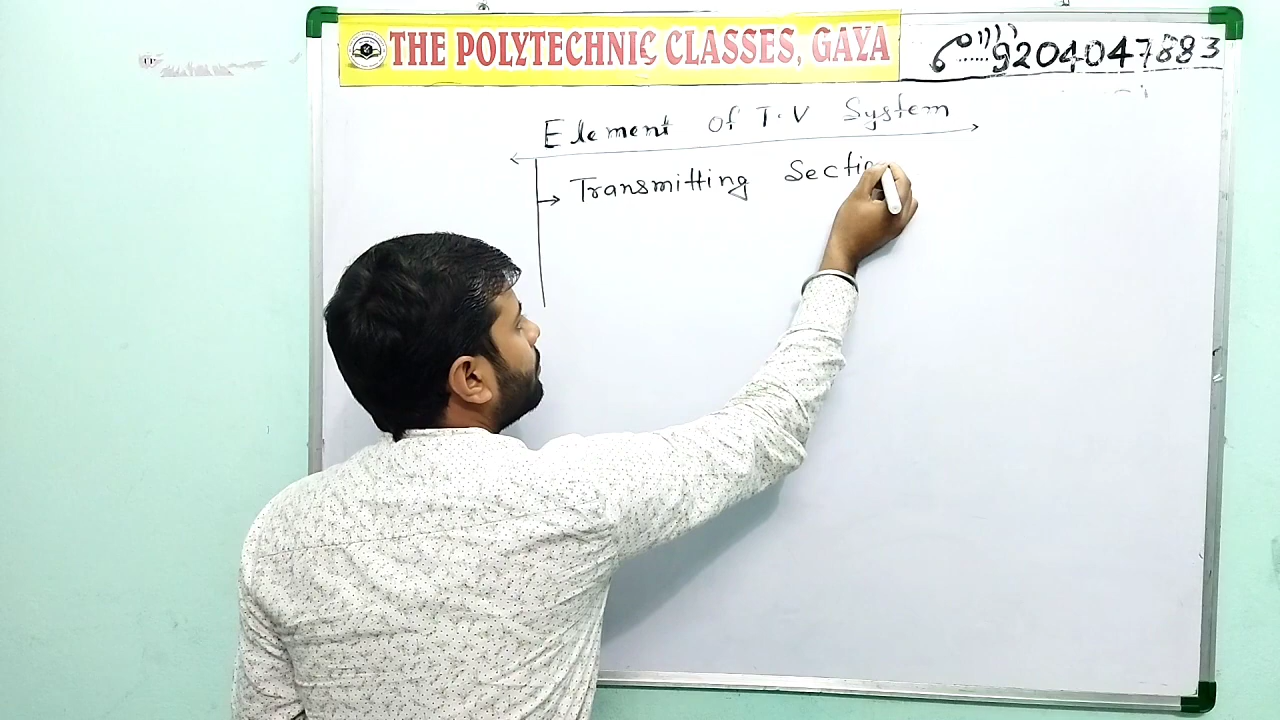 THE POLYTECHNIC CLASSES, GAYA
9204047883
Element of T.V System
Transmitting Sectio